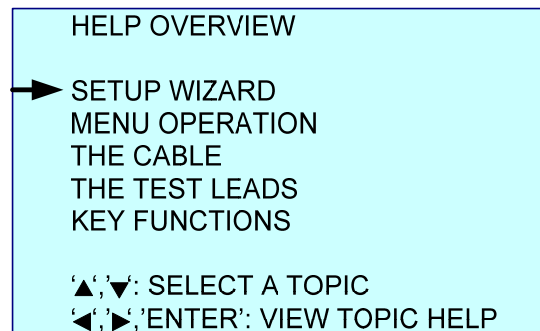 HELP OVERVIEW
SETUP WIZARD
MENU OPERATION
THE CABLE
THE TEST LEADS
KEY FUNCTIONS
‘▲‘,’▼‘: SELECT A TOPIC
‘◄‘,’►‘,’ENTER’: VIEW TOPIC HELP